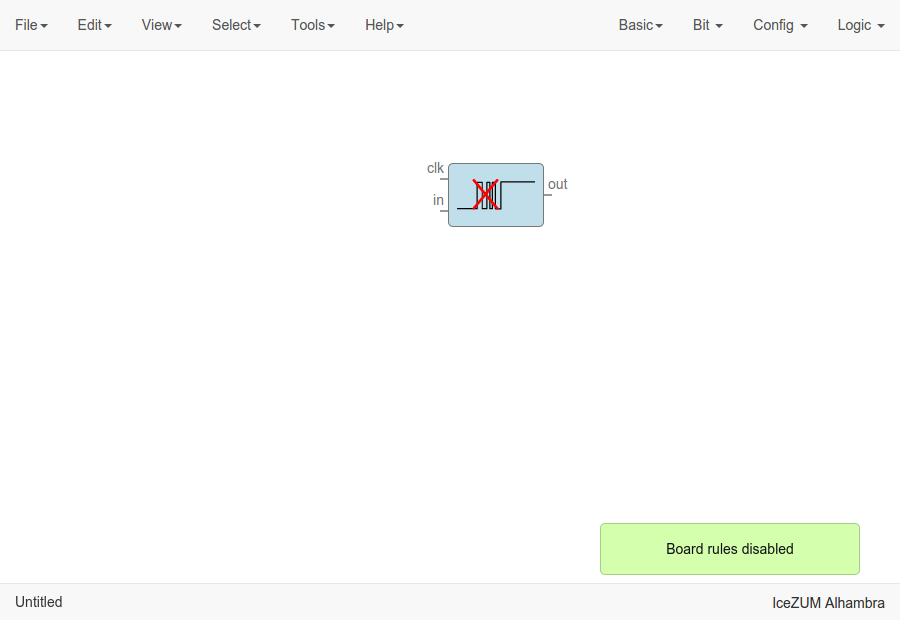 File Edit View Select Tools Help Basic Bit Config Logic
clk
in
out
Board rules disabled
Untitled
IceZUM Alhambra